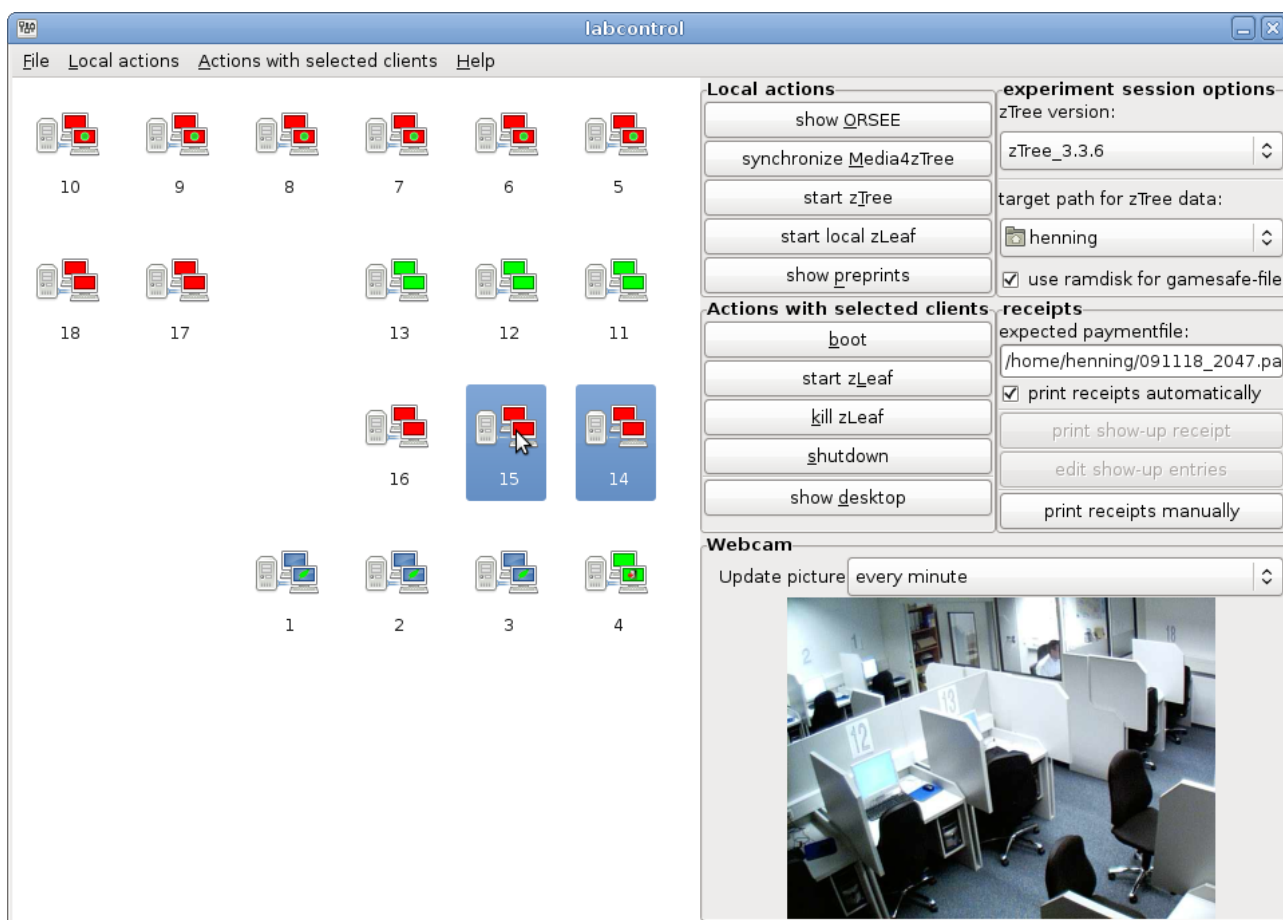 labcontrol
File Local actions Actions with selected clients Help
10 9 8 7 6 5
18 17 13 12 11
16 15 14
1 2 3 4
Local actions
show ORSEE
synchronize Media4zTree
start zTree
start local zLeaf
show preprints
experiment session options
zTree version:
zTree_3.3.6
target path for zTree data:
henning
use ramdisk for gamesafe-file
Actions with selected clients
boot
start zLeaf
kill zLeaf
shutdown
show desktop
receipts
expected paymentfile:
/home/henning/091118_2047.pa
print receipts automatically
print show-up receipt
edit show-up entries
print receipts manually
Webcam
Update picture every minute
2 1 18
13
12